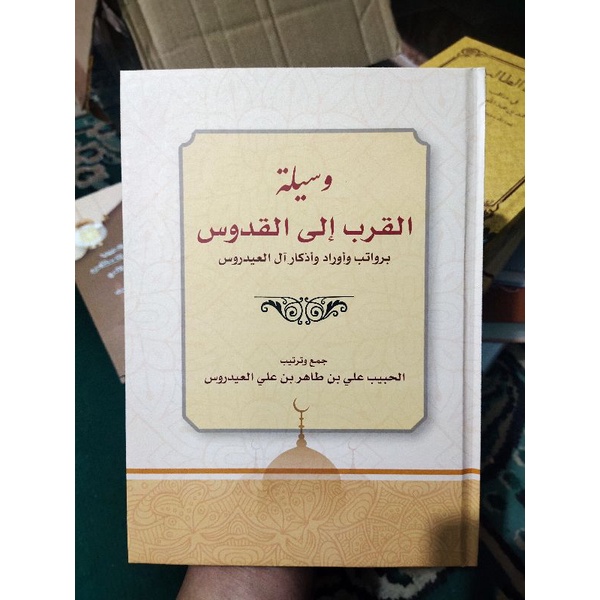 وسيلة
القرب إلى القدوس
برواتب وأوراد وأذكار آل العيدروس
جمع وترتيب
الحبيب علي بن طاهر بن علي العيدروس